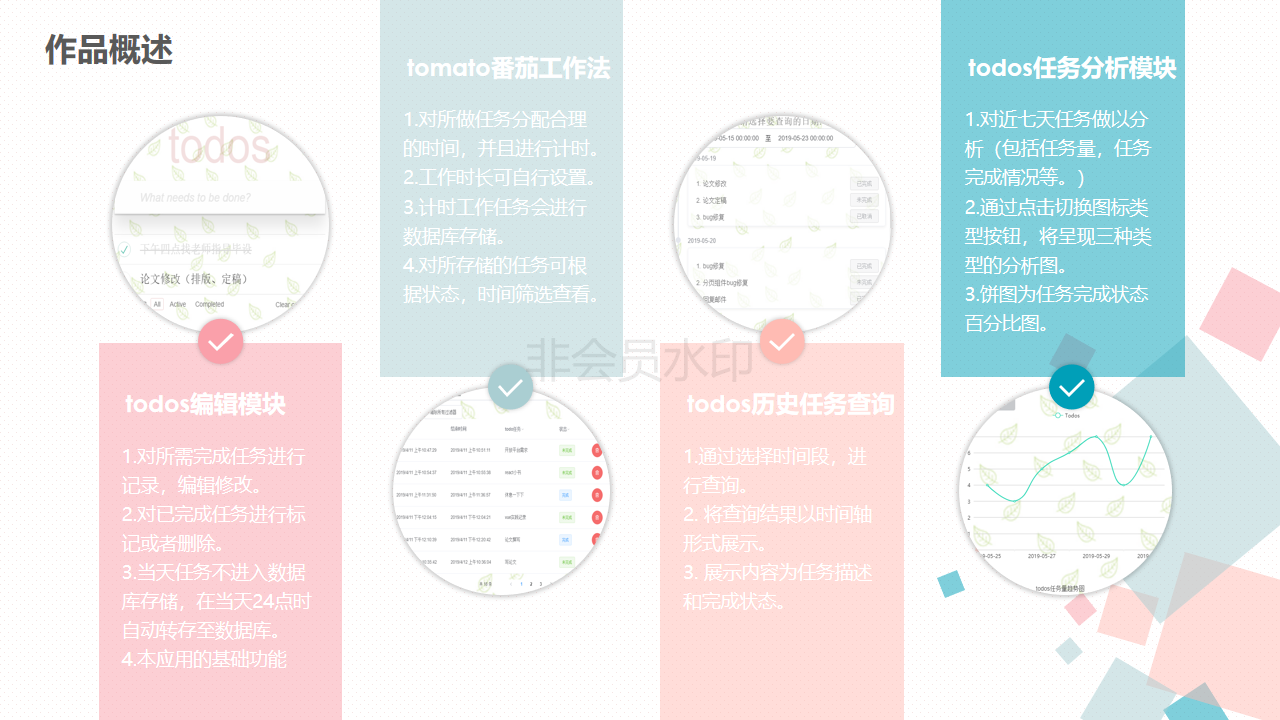 作品概述
todos
What needs to be done?
下午四点找老师指导毕设
论文修改（排版、定稿）
All Active Completed
todos编辑模块
1.对所需完成任务进行
记录，编辑修改。
2.对已完成任务进行标
记或者删除。
3.当天任务不进入数据
库存储，在当天24点时
自动转存至数据库。
4.本应用的基础功能
tomato番茄工作法
1.对所做任务分配合理
的时间，并且进行计时。
2.工作时长可自行设置。
3.计时工作任务会进行
数据库存储。
4.对所存储的任务可根
据状态，时间筛选查看。
非会员水印
选择要查询的日期
至 2019-05-23 00:00:00
1. 论文修改 已完成
2. 论文定稿 未完成
3. bug修复 已取消
2019-05-20
1. bug修复 已完成
2. 分页组件bug修复 未完成
回复邮件
todos历史任务查询
1.通过选择时间段，进
行查询。
2. 将查询结果以时间轴
形式展示。
3. 展示内容为任务描述
和完成状态。
todos任务分析模块
1.对近七天任务做以分
析（包括任务量，任务
完成情况等。）
2.通过点击切换图标类
型按钮，将呈现三种类
型的分析图。
3.饼图为任务完成状态
百分比图。
Todos
6
5
4
3
2
2019-05-27 2019-05-29
todos任务量趋势图